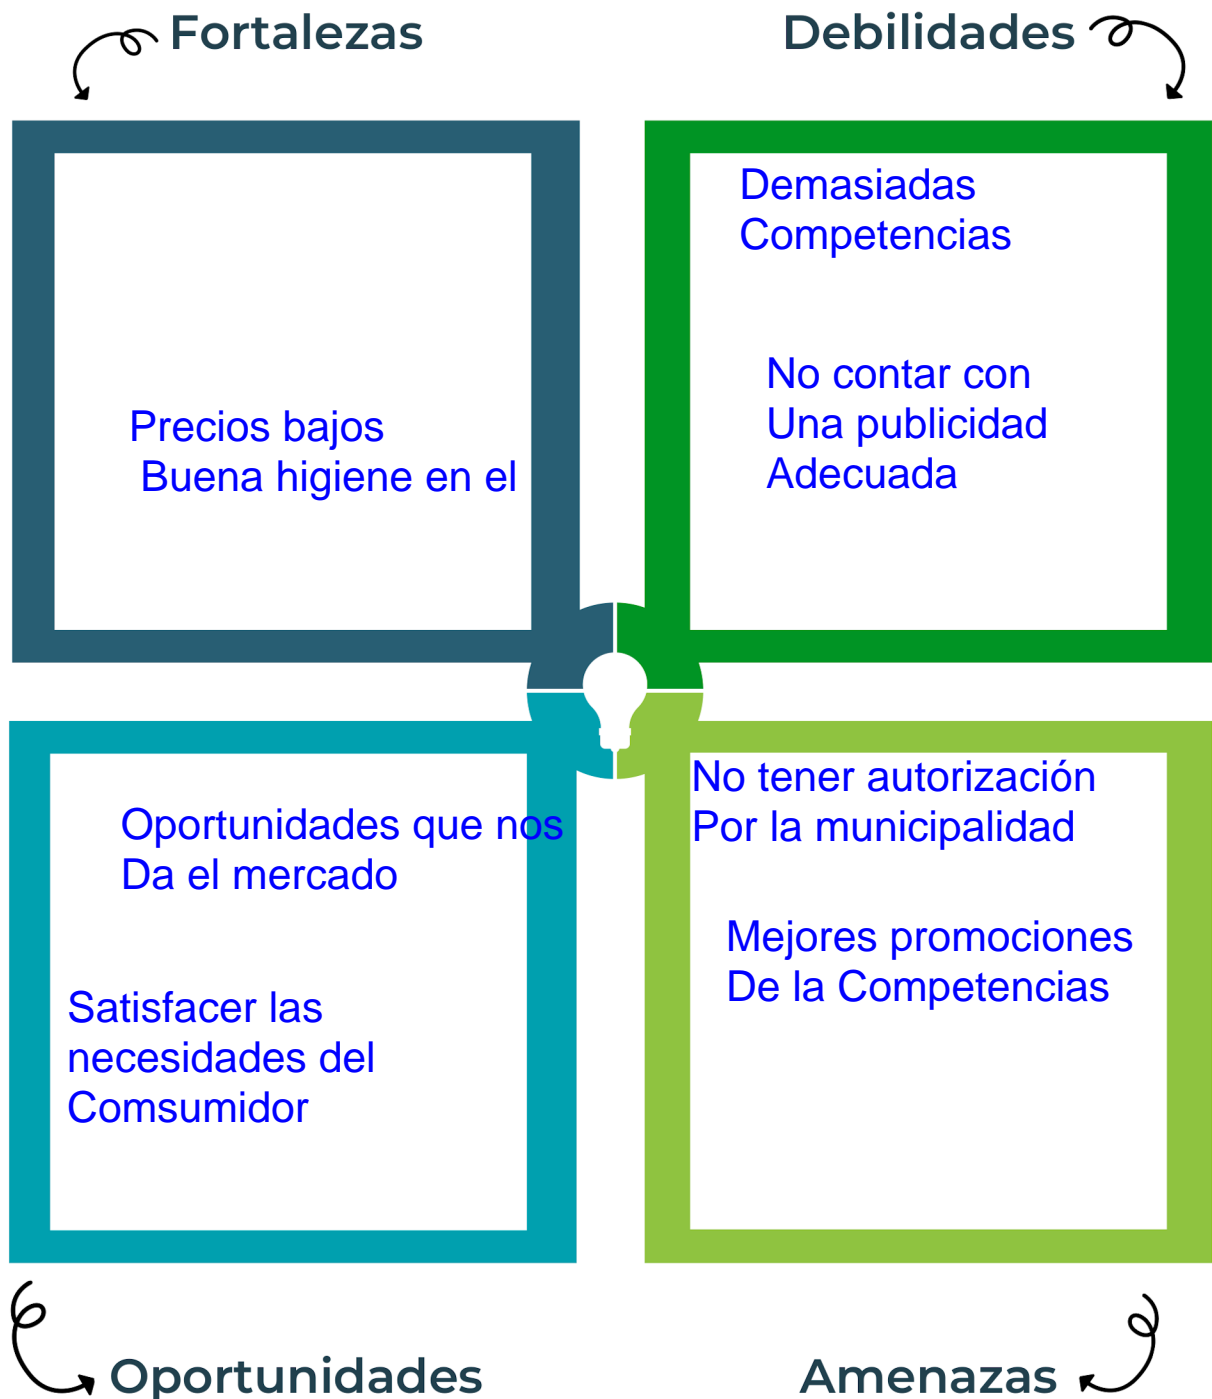 Fortalezas
Precios bajos
Buena higiene en el
Debilidades
Demasiadas
Competencias
No contar con
Una publicidad
Adecuada
Oportunidades que nos
Da el mercado
Satisfacer las
necesidades del
Comsumidor
Oportunidades
No tener autorización
Por la municipalidad
Mejores promociones
De la Competencias
Amenazas